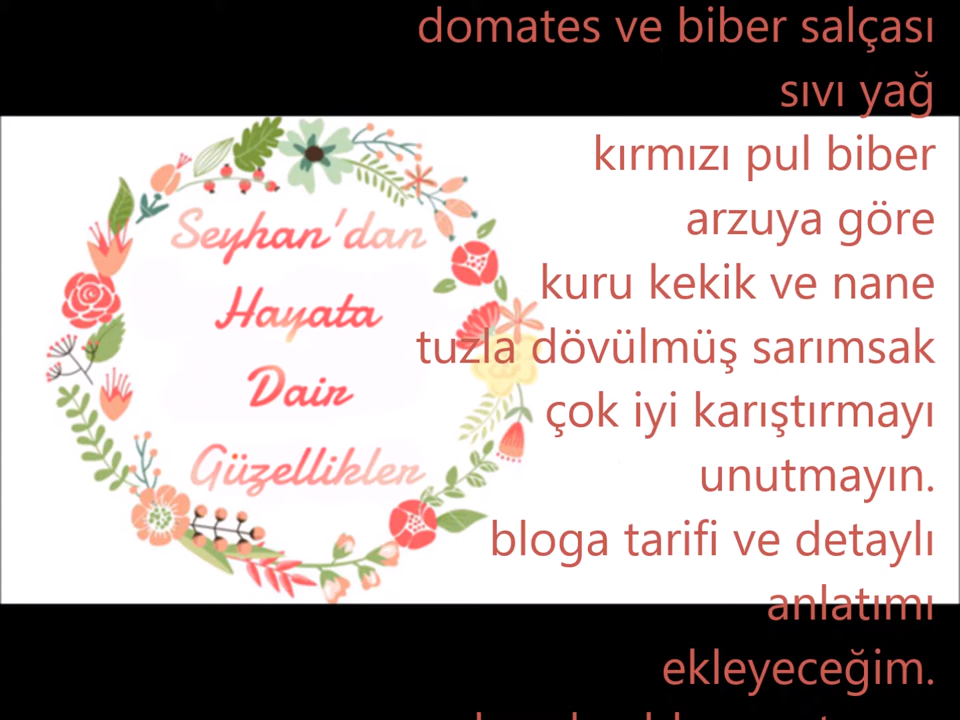 domates ve biber salçası
sıvı yağ
kırmızı pul biber
arzuya göre
kuru kekik ve nane
tuzla dövülmüş sarımsak
çok iyi karıştırmayı
unutmayın.
bloga tarifi ve detaylı
anlatımı
ekleyeceğim.
Seyhan'dan
Hayata
Dair
Güzellikler